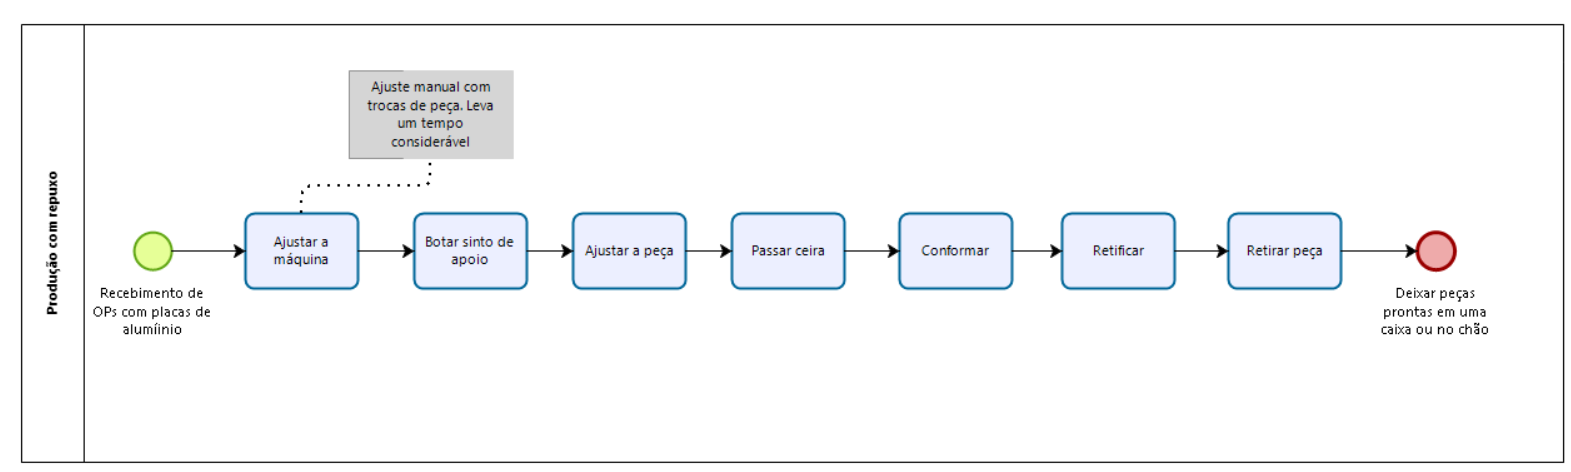 Produção com repuxo
Ajuste manual com
trocas de peça. Leva
um tempo
considerável
Recebimento de
OPs com placas de
alumíinio
Ajustar a
máquina
Botar sinto de
apoio
Ajustar a peça
Passar ceira
Conformar
Retificar
Retirar peça
Deixar peças
prontas em uma
caixa ou no chão